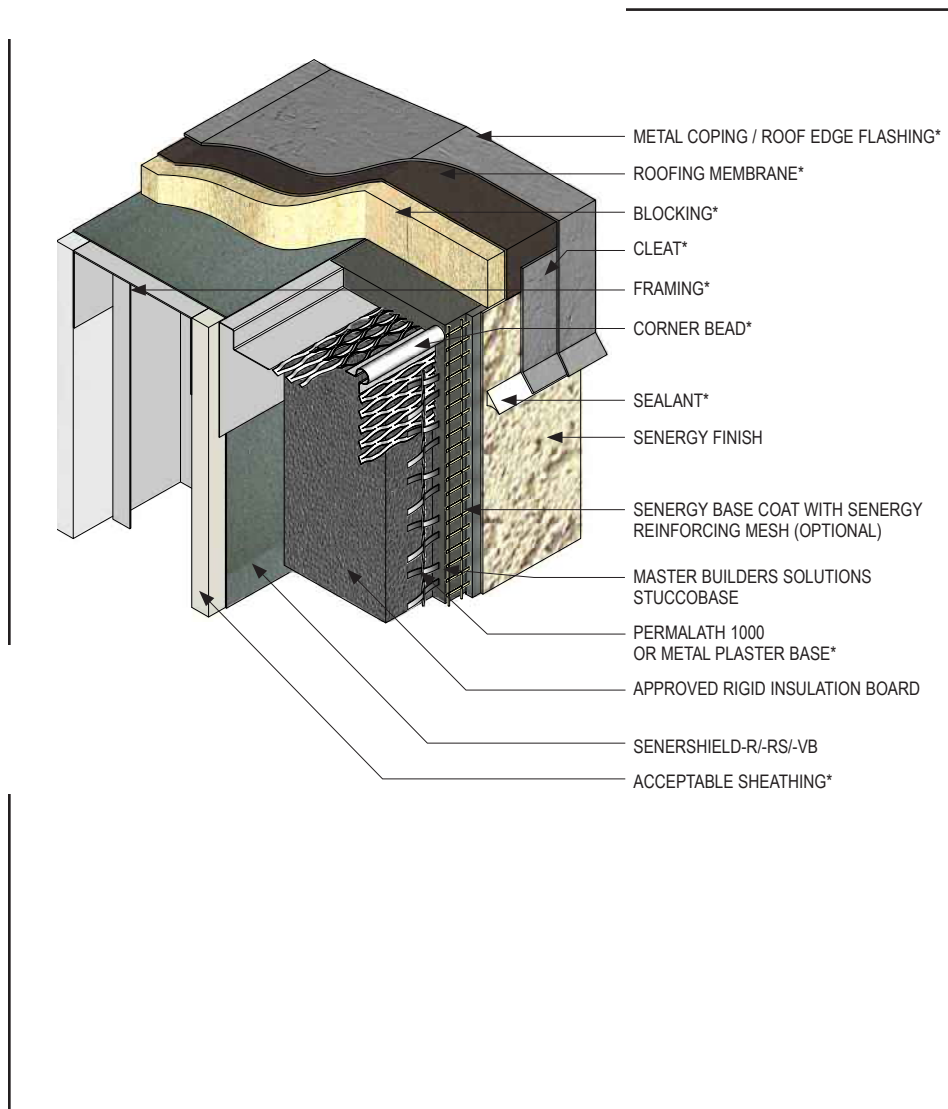 METAL COPING / ROOF EDGE FLASHING*
ROOFING MEMBRANE*
BLOCKING*
CLEAT*
FRAMING*
CORNER BEAD*
SEALANT*
SENERGY FINISH
SENERGY BASE COAT WITH SENERGY
REINFORCING MESH (OPTIONAL)
MASTER BUILDERS SOLUTIONS
STUCCOBASE
PERMALATH 1000
OR METAL PLASTER BASE*
APPROVED RIGID INSULATION BOARD
SENERSHIELD-R/-RS/-VB
ACCEPTABLE SHEATHING*